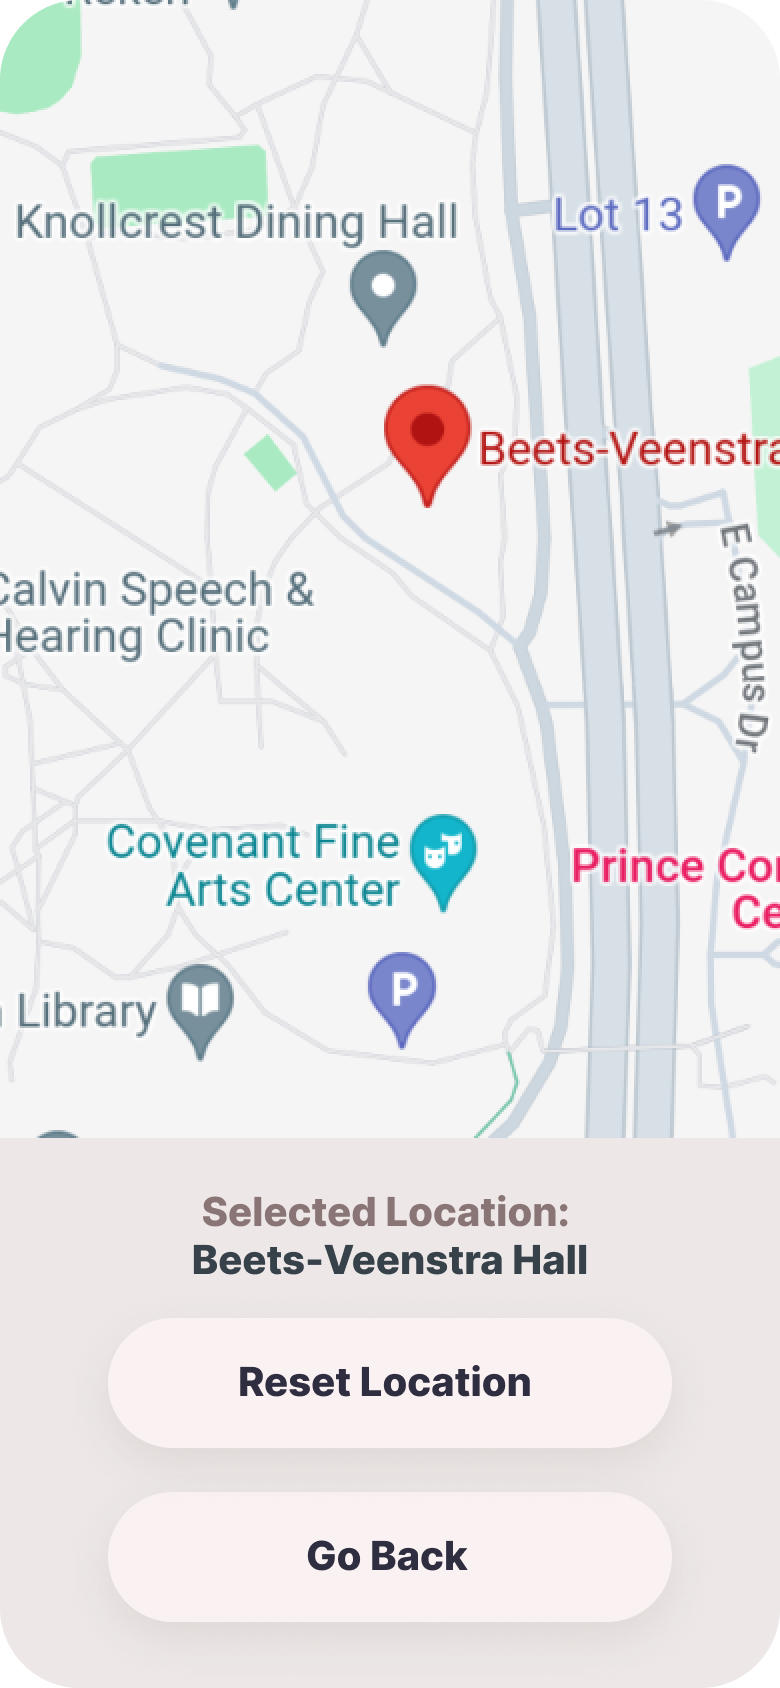 Knollcrest Dining Hall
Lot 13
P
Beets-Veenstra
E Campus Dr
Calvin Speech &
Hearing Clinic
Covenant Fine
Arts Center
Prince
P
Library
Selected Location:
Beets-Veenstra Hall
Reset Location
Go Back